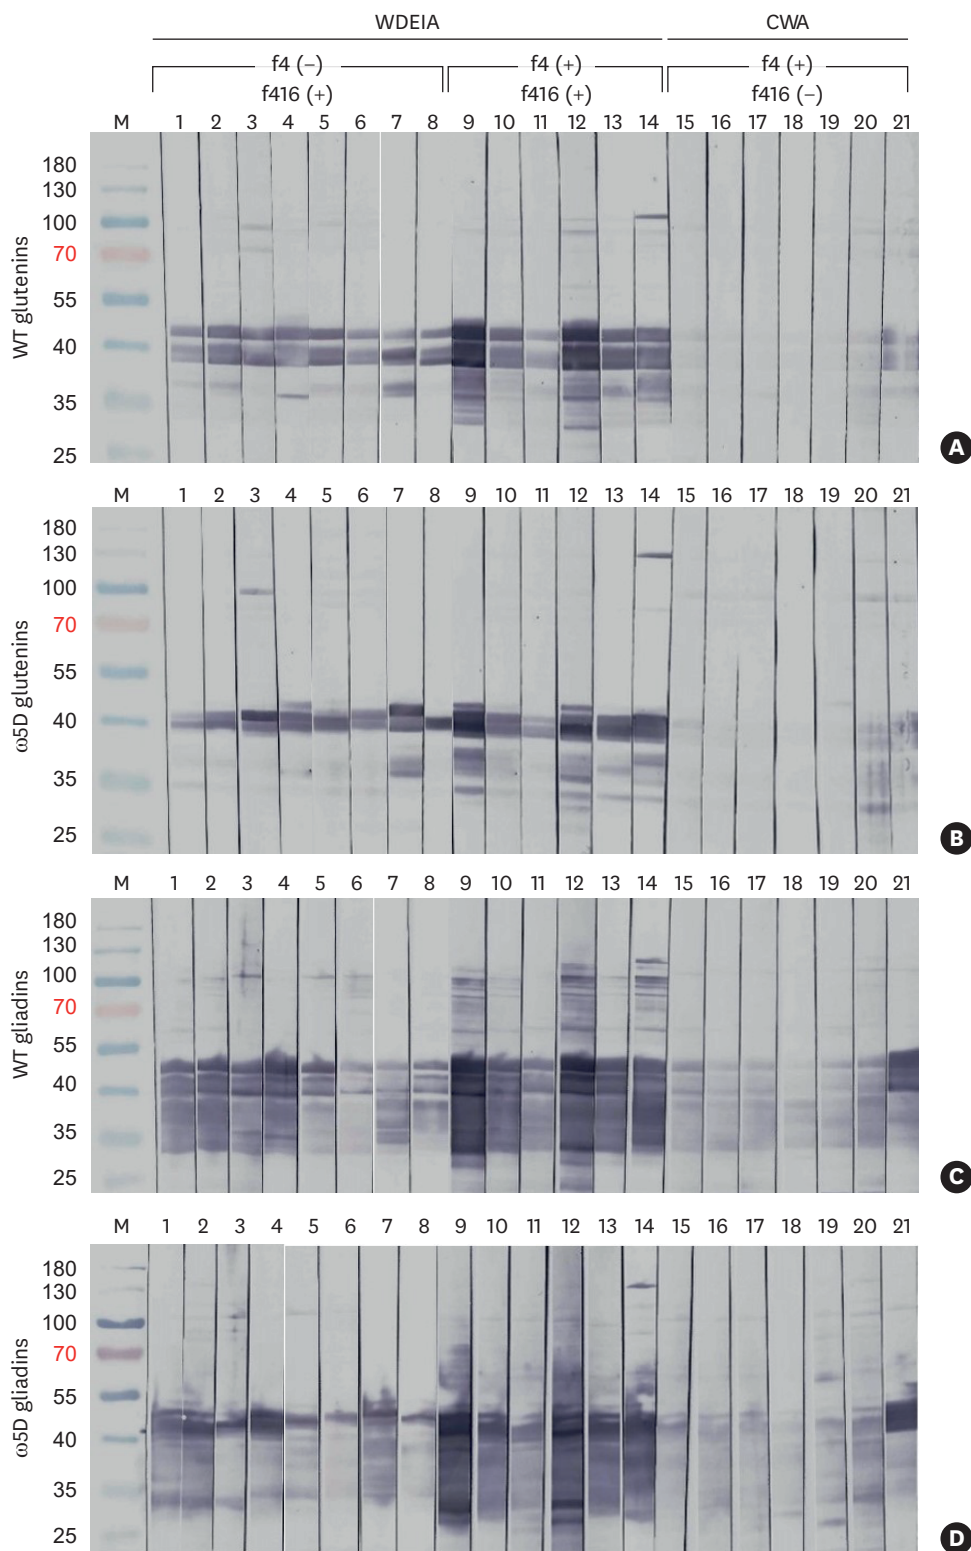 WDEIA CWA
f4 (−) f4 (+) f4 (+)
f416 (+) f416 (+) f416 (−)
M 1 2 3 4 5 6 7 8 9 10 11 12 13 14 15 16 17 18 19 20 21
180
130
100
70
55
40
35
25
WT glutenins
A
M 1 2 3 4 5 6 7 8 9 10 11 12 13 14 15 16 17 18 19 20 21
180
130
100
70
55
40
35
25
ω5D glutenins
B
M 1 2 3 4 5 6 7 8 9 10 11 12 13 14 15 16 17 18 19 20 21
180
130
100
70
55
40
35
25
WT gliadins
C
M 1 2 3 4 5 6 7 8 9 10 11 12 13 14 15 16 17 18 19 20 21
180
130
100
70
55
40
35
25
ω5D gliadins
D